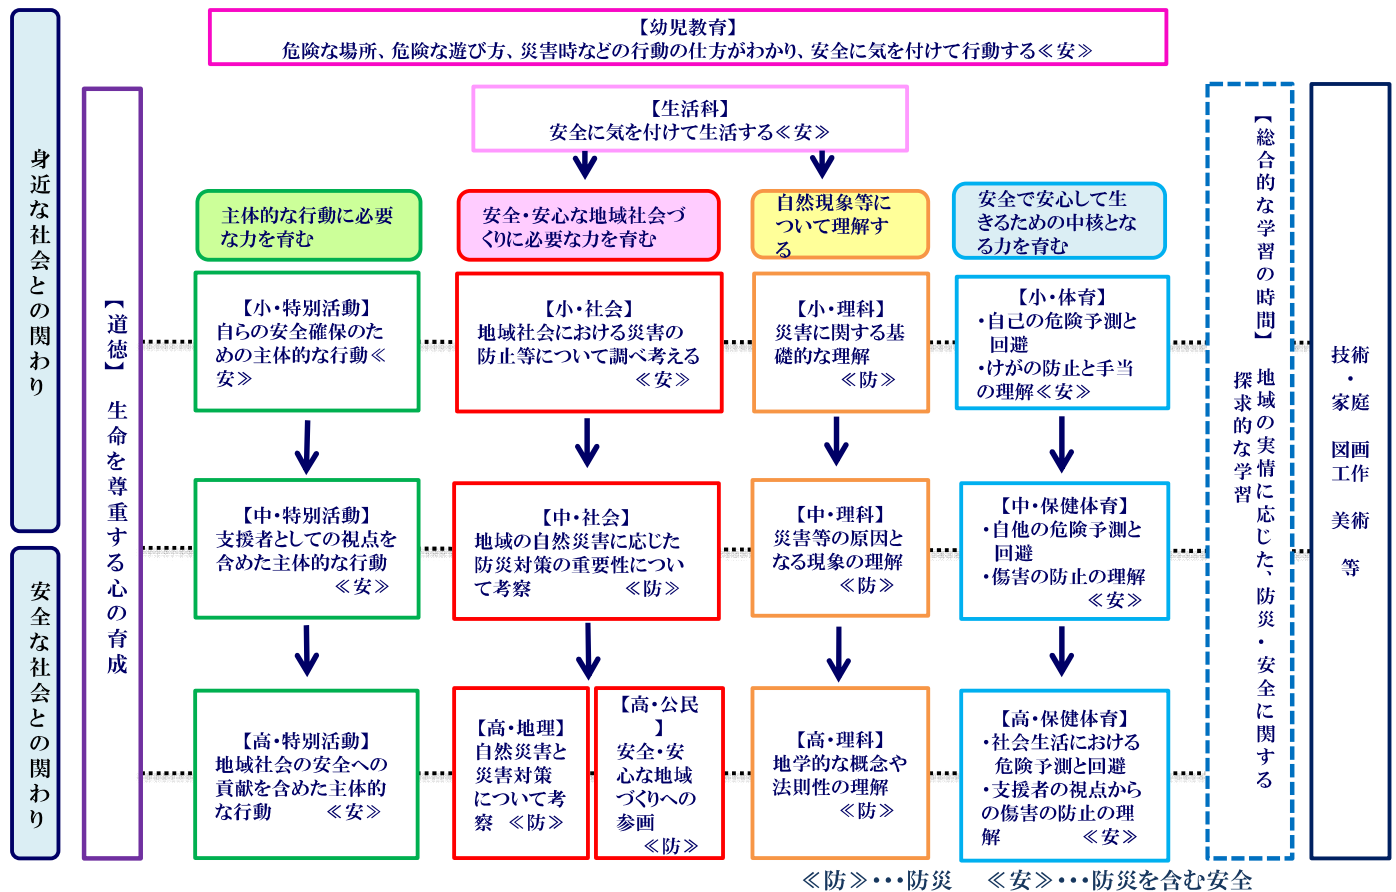 【幼児教育】
危険な場所、危険な遊び方、災害時などの行動の仕方がわかり、安全に気を付けて行動する≪安≫
【生活科】
安全に気を付けて生活する≪安≫
身近な社会との関わり
安全な社会との関わり
【道徳】 生命を尊重する心の育成
主体的な行動に必要
な力を育む
安全・安心な地域社会づ
くりに必要な力を育む
自然現象等に
ついて理解す
る
安全で安心して生
きるための中核とな
る力を育む
【小・特別活動】
自らの安全確保のた
めの主体的な行動≪
安≫
【小・社会】
地域社会における災害の
防止等について調べ考える
≪安≫
【小・理科】
災害に関する基
礎的な理解
≪防≫
【小・体育】
・自己の危険予測と
回避
・けがの防止と手当
の理解≪安≫
【中・特別活動】
支援者としての視点を
含めた主体的な行動
≪安≫
【中・社会】
地域の自然災害に応じた
防災対策の重要性につい
て考察 ≪防≫
【中・理科】
災害等の原因と
なる現象の理解
≪防≫
【中・保健体育】
・自他の危険予測と
回避
・傷害の防止の理解
≪安≫
【高・特別活動】
地域社会の安全への
貢献を含めた主体的
な行動 ≪安≫
【高・地理】
自然災害と
災害対策
について考
察 ≪防≫
【高・公民
】
安全・安
心な地域
づくりへの
参画
≪防≫
【高・理科】
地学的な概念や
法則性の理解
≪防≫
【高・保健体育】
・社会生活における
危険予測と回避
・支援者の視点から
の傷害の防止の理
解 ≪安≫
【総合的な学習の時間】 地域の実情に応じた、防災・安全に関する
探求的な学習
技術
・
家庭
図画
工作
美術
等
≪防≫・・・防災 ≪安≫・・・防災を含む安全